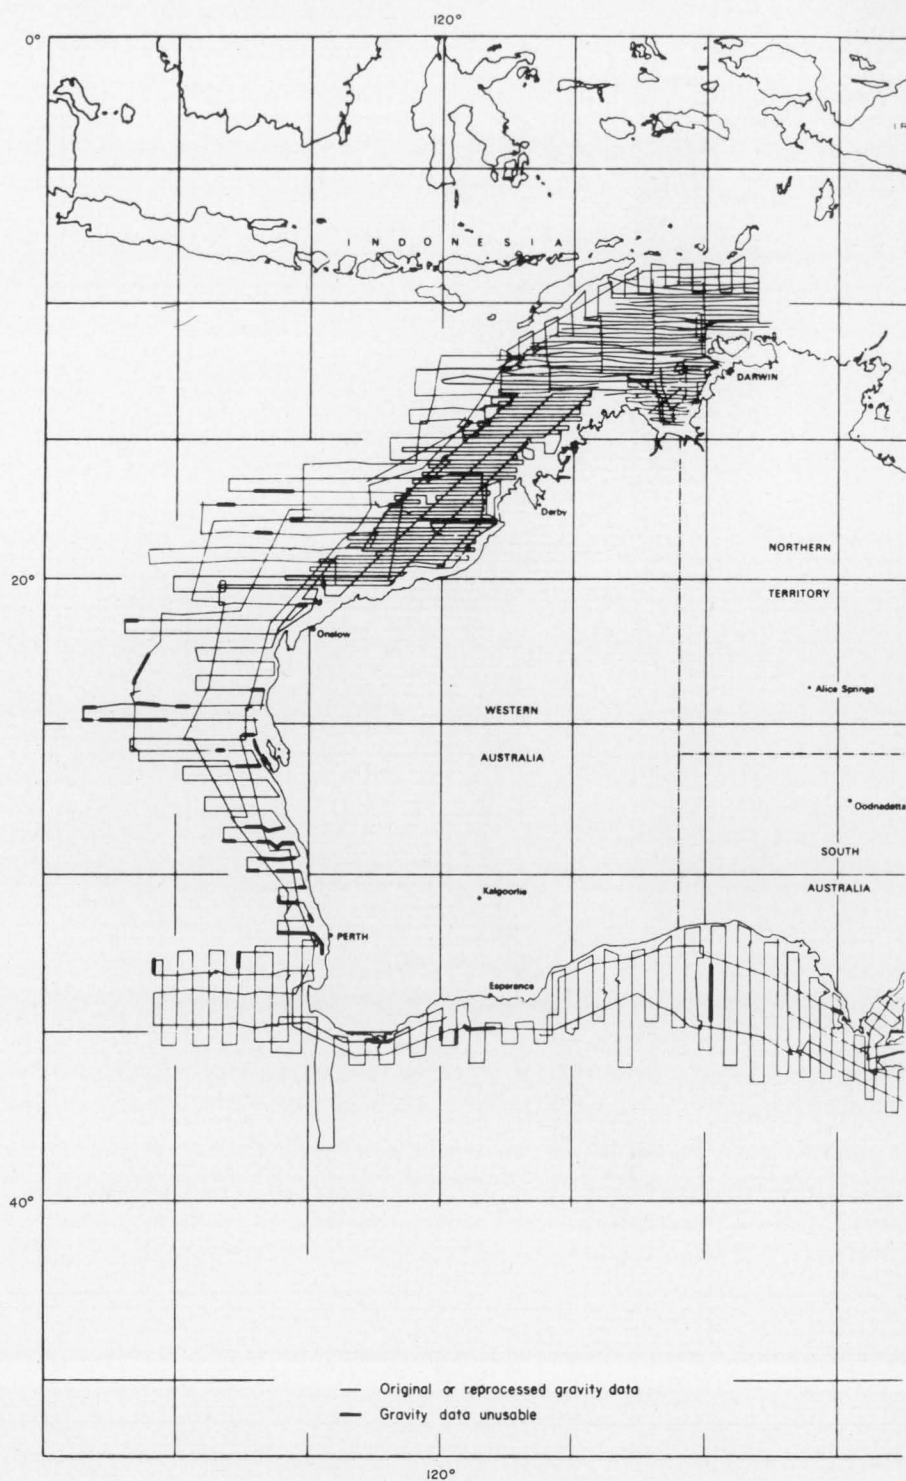 120°
0°
I
INDONESIA
DARWIN
Derby
NORTHERN
20°
TERRITORY
Onslow
Alice Springs
WESTERN
AUSTRALIA
Oodnadatta
SOUTH
Kalgoorlie
AUSTRALIA
PERTH
Esperance
40°
Original or reprocessed gravity data
Gravity data unusable
120°